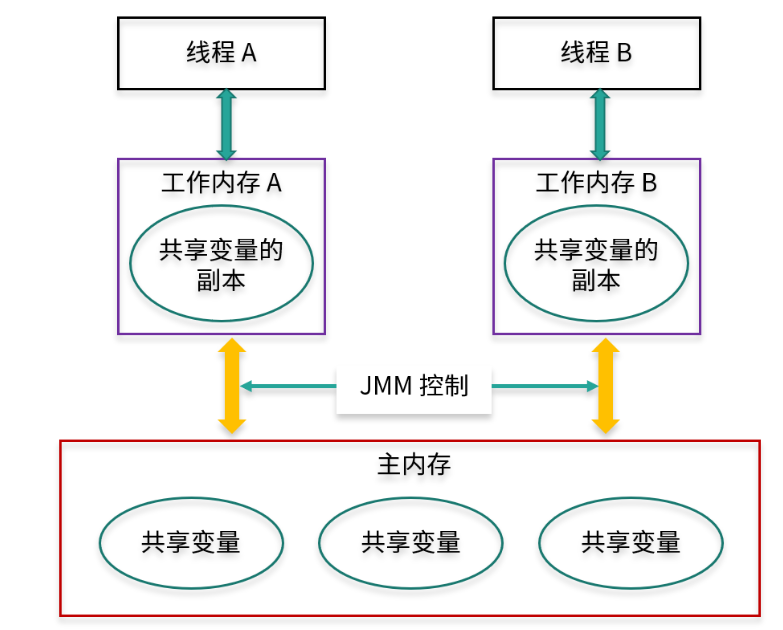 线程 A
线程 B
工作内存 A
工作内存 B
共享变量的
副本
共享变量的
副本
JMM 控制
主内存
共享变量
共享变量
共享变量